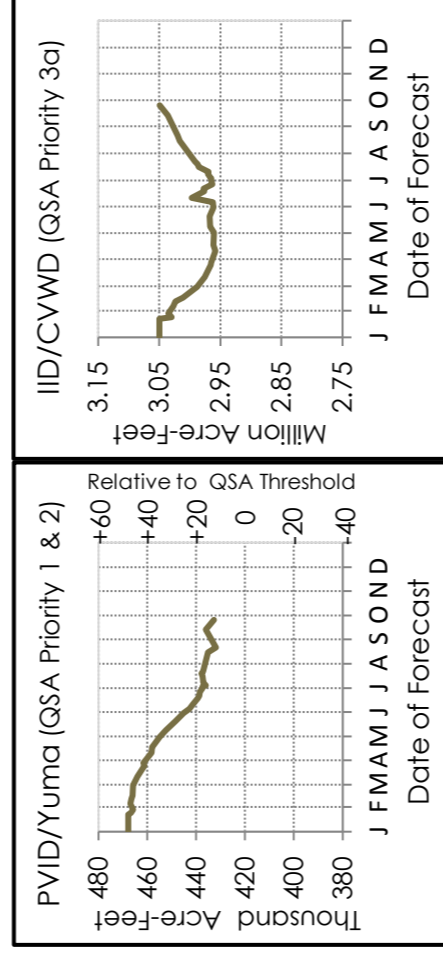 PVID/Yuma (QSA Priority 1 & 2)
Thousand Acre-Feet
480
460
440
420
400
380
Relative to QSA Threshold
+60
+40
+20
0
-20
-40
J F M A M J J A S O N D
Date of Forecast
IID/CVWD (QSA Priority 3a)
Million Acre-Feet
3.15
3.05
2.95
2.85
2.75
J F M A M J J A S O N D
Date of Forecast